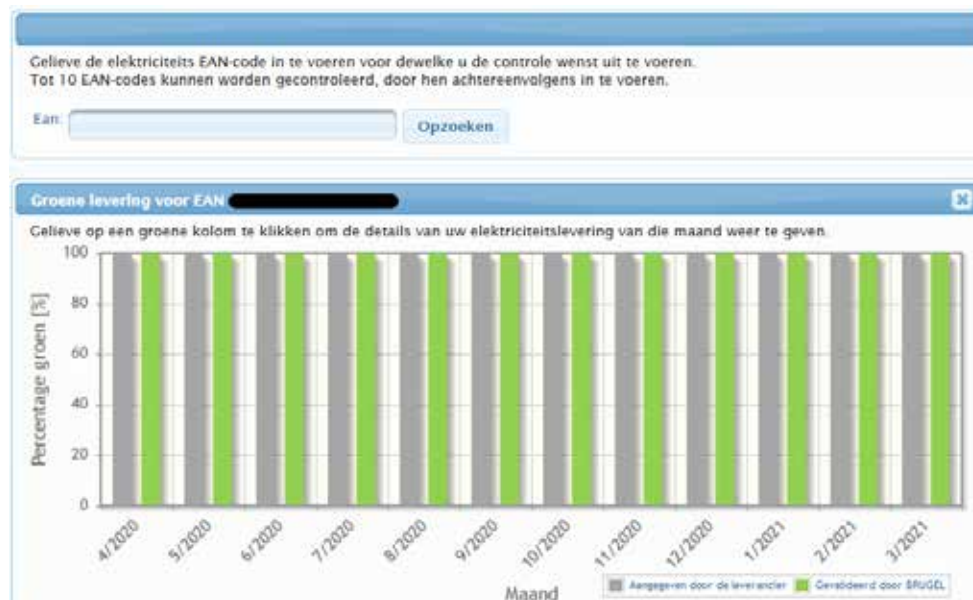 Gelieve de elektriciteits EAN-code in te voeren voor dewelke u de controle wenst uit te voeren.
Tot 10 EAN-codes kunnen worden gecontroleerd, door hen achtereenvolgens in te voeren.
Ean:
Opzoeken
Groene levering voor EAN
Gelieve op een groene kolom te klikken om de details van uw elektriciteitslevering van die maand weer te geven.
Percentage groen [%]
100
80
60
40
20
0
4/2020
5/2020
6/2020
7/2020
8/2020
9/2020
10/2020
11/2020
12/2020
1/2021
2/2021
3/2021
Maand
Aangegeven door de leverancier
Gevalideerd door BRUGEL